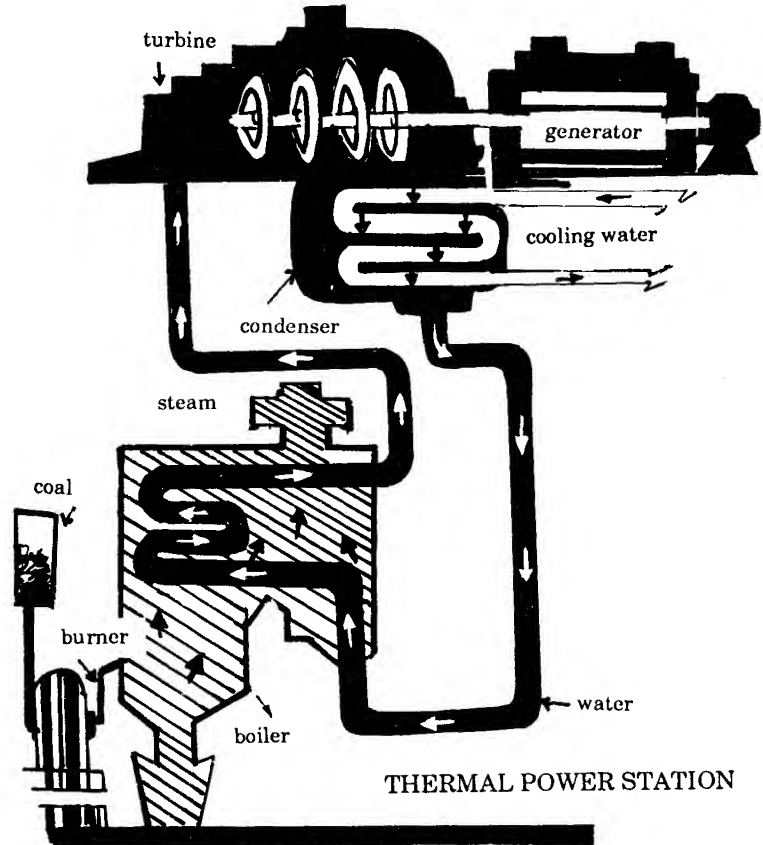 turbine
generator
cooling water
condenser
steam
coal
burner
boiler
water
THERMAL POWER STATION